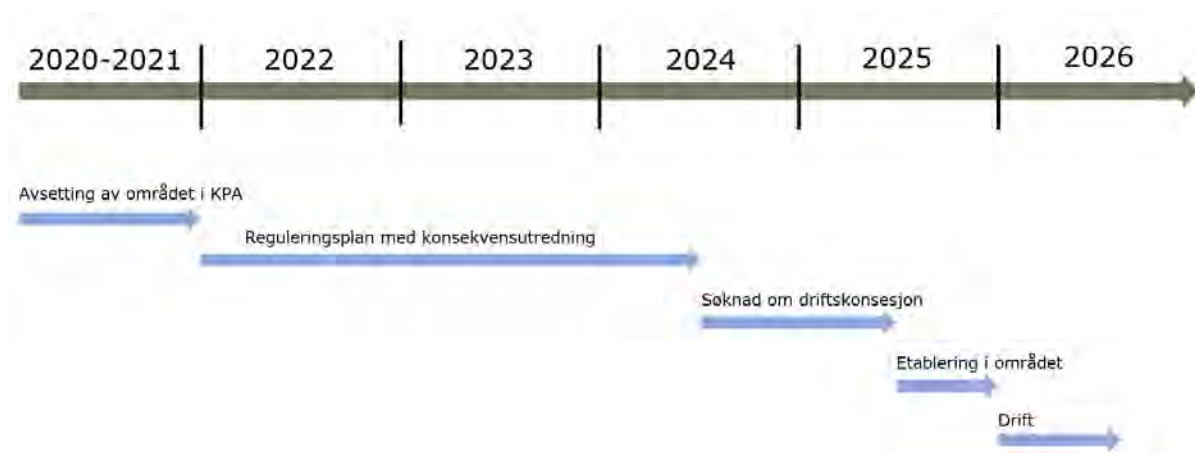 2020-2021 2022 2023 2024 2025 2026
Avsetting av området i KPA
Reguleringsplan med konsekvensutredning
Søknad om driftskonsesjon
Etablering i området
Drift